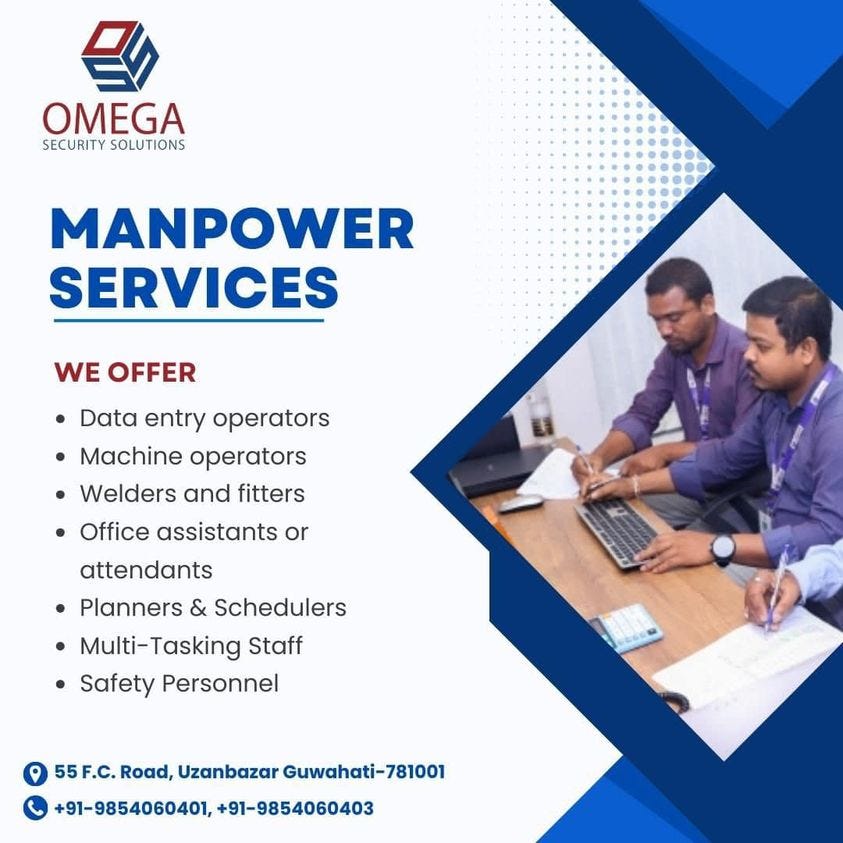 OMEGA
SECURITY SOLUTIONS
MANPOWER
SERVICES
WE OFFER
• Data entry operators
• Machine operators
• Welders and fitters
• Office assistants or
attendants
• Planners & Schedulers
• Multi-Tasking Staff
• Safety Personnel
55 F.C. Road, Uzanbazar Guwahati-781001
+91-9854060401, +91-9854060403